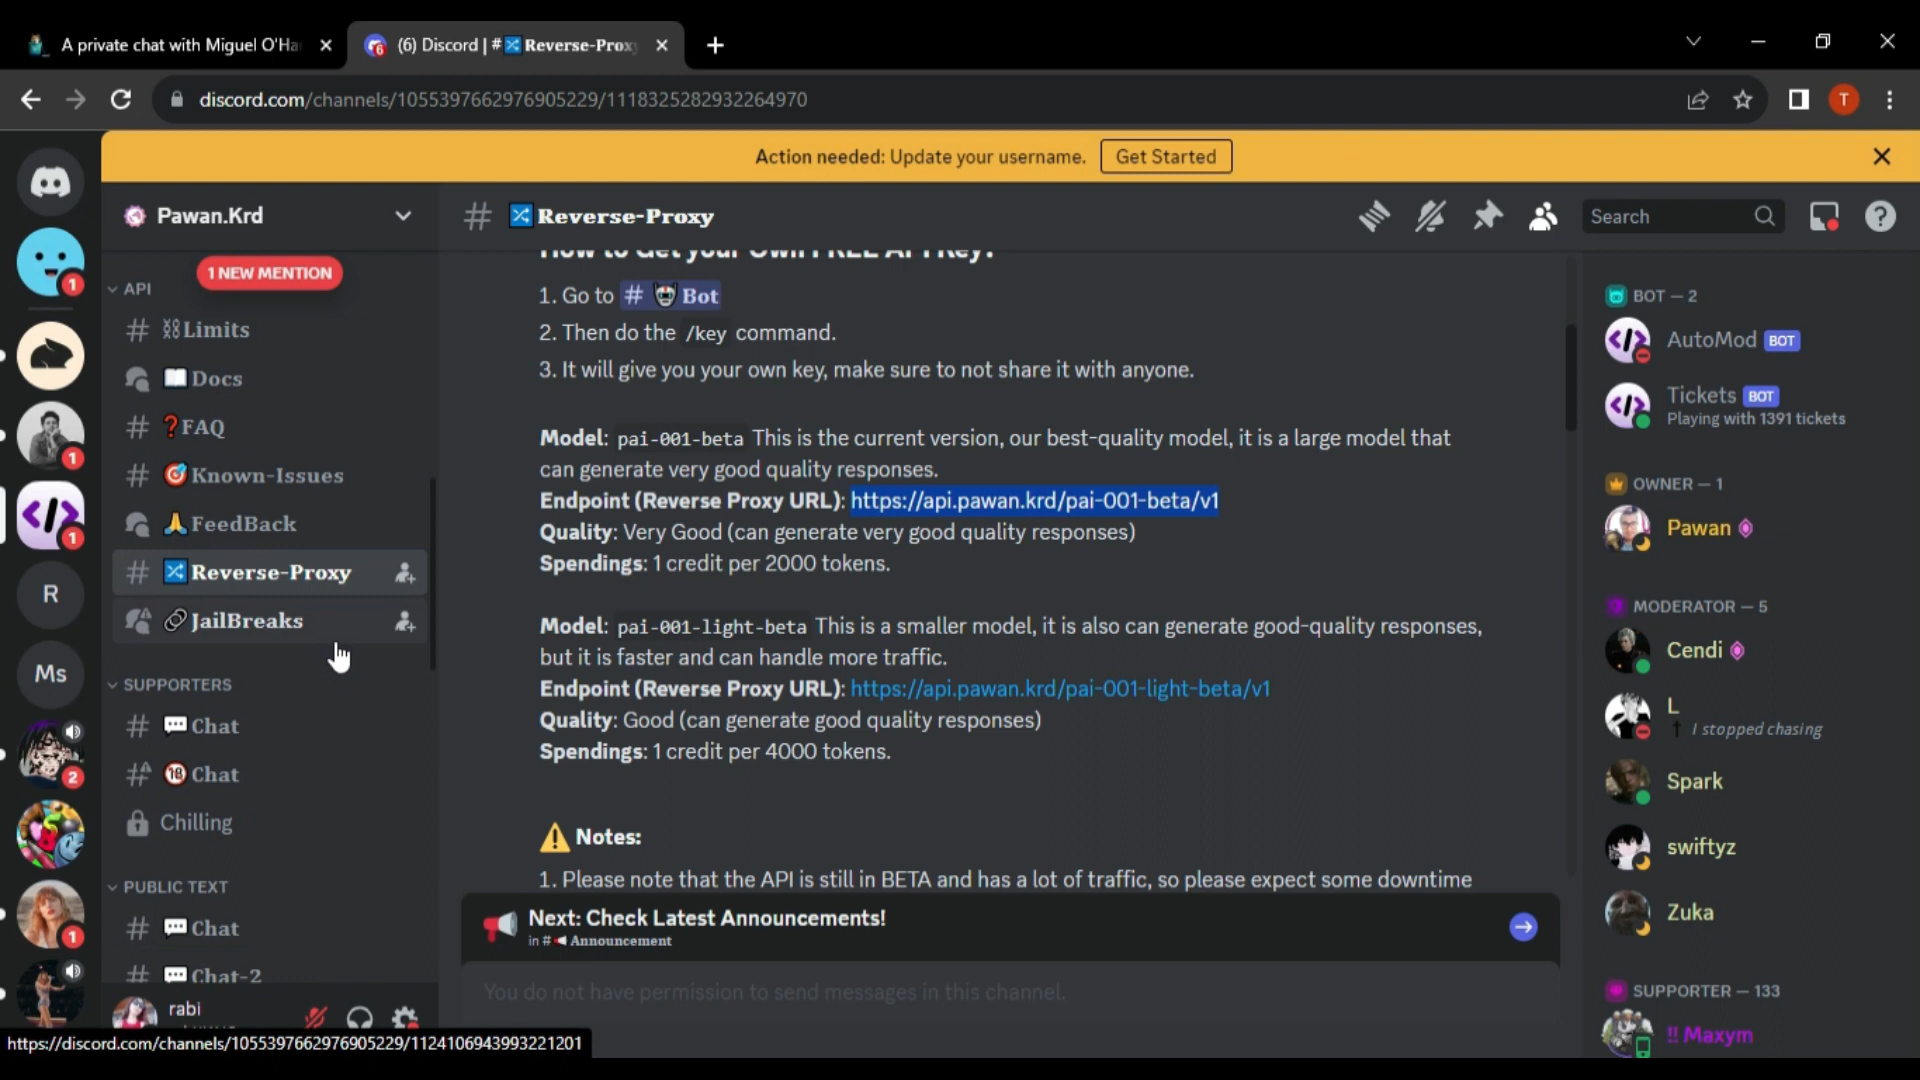 A private chat with Miguel O'Ha
(6) Discord | # Reverse-Prox
discord.com/channels/1055397662976905229/1118325282932264970
T
Action needed: Update your username.
Get Started
Pawan.Krd
# Reverse-Proxy
Search
1 NEW MENTION
API
# Limits
Docs
# ❓FAQ
# Known-Issues
FeedBack
# Reverse-Proxy
JailBreaks
SUPPORTERS
# Chat
# 🔞 Chat
Chilling
PUBLIC TEXT
# Chat
# Chat-2
rabi
R
Ms
1
1
1
2
1
How to Get your Own FREE API Key?
1. Go to # Bot
2. Then do the /key command.
3. It will give you your own key, make sure to not share it with anyone.
Model: pai-001-beta This is the current version, our best-quality model, it is a large model that
can generate very good quality responses.
Endpoint (Reverse Proxy URL): https://api.pawan.krd/pai-001-beta/v1
Quality: Very Good (can generate very good quality responses)
Spendings: 1 credit per 2000 tokens.
Model: pai-001-light-beta This is a smaller model, it is also can generate good-quality responses,
but it is faster and can handle more traffic.
Endpoint (Reverse Proxy URL): https://api.pawan.krd/pai-001-light-beta/v1
Quality: Good (can generate good quality responses)
Spendings: 1 credit per 4000 tokens.
⚠️ Notes:
1. Please note that the API is still in BETA and has a lot of traffic, so please expect some downtime
Next: Check Latest Announcements!
in # Announcement
You do not have permission to send messages in this channel.
BOT — 2
AutoMod BOT
Tickets BOT
Playing with 1391 tickets
OWNER — 1
Pawan
MODERATOR — 5
Cendi
L
† I stopped chasing
Spark
swiftyz
Zuka
SUPPORTER — 133
!! Maxym
https://discord.com/channels/1055397662976905229/1124106943993221201